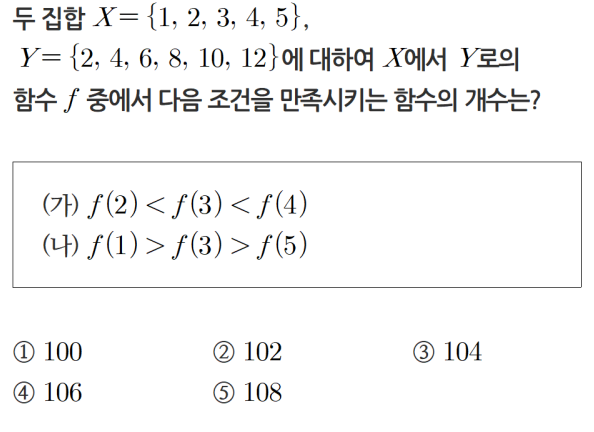 두 집합 X = {1, 2, 3, 4, 5},
Y = {2, 4, 6, 8, 10, 12}에 대하여 X에서 Y로의
함수 f 중에서 다음 조건을 만족시키는 함수의 개수는?
(가) f(2) < f(3) < f(4)
(나) f(1) > f(3) > f(5)
① 100 ② 102 ③ 104
④ 106 ⑤ 108